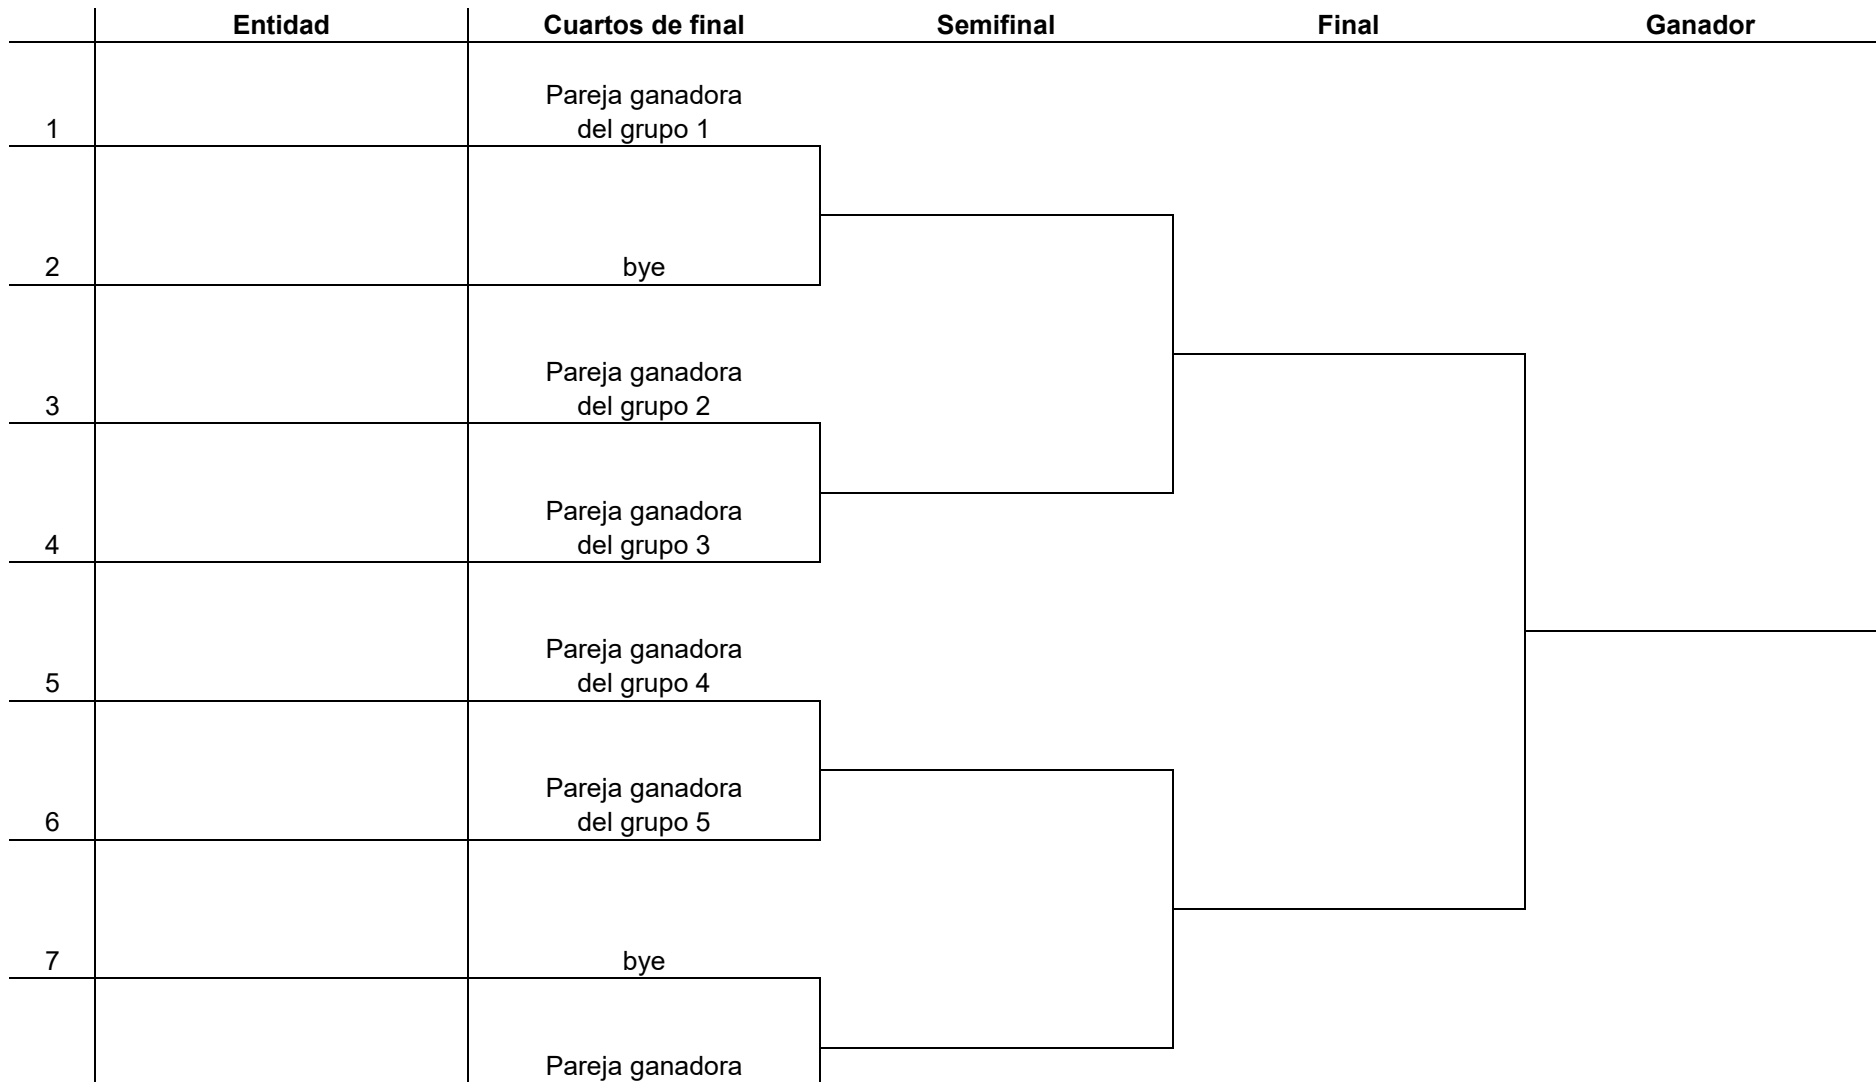 Entidad Cuartos de final Semifinal Final Ganador
Pareja ganadora
1 del grupo 1
2 bye
Pareja ganadora
3 del grupo 2
Pareja ganadora
4 del grupo 3
Pareja ganadora
5 del grupo 4
Pareja ganadora
6 del grupo 5
7 bye
Pareja ganadora